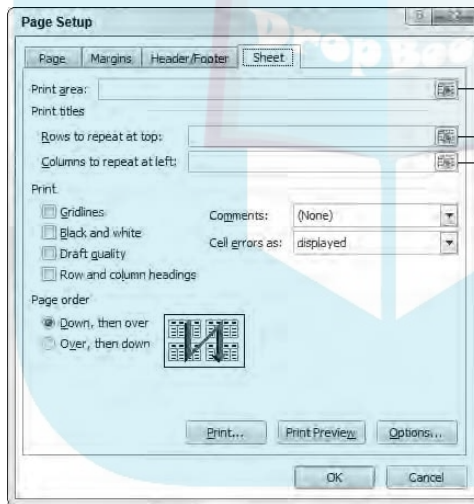 Page Setup
Page Margins Header/Footer Sheet
Print area:
Print titles
Rows to repeat at top:
Columns to repeat at left:
Print
Gridlines
Black and white
Draft quality
Row and column headings
Comments: (None)
Cell errors as: displayed
Page order
Down, then over
Over, then down
Print... Print Preview Options...
OK Cancel